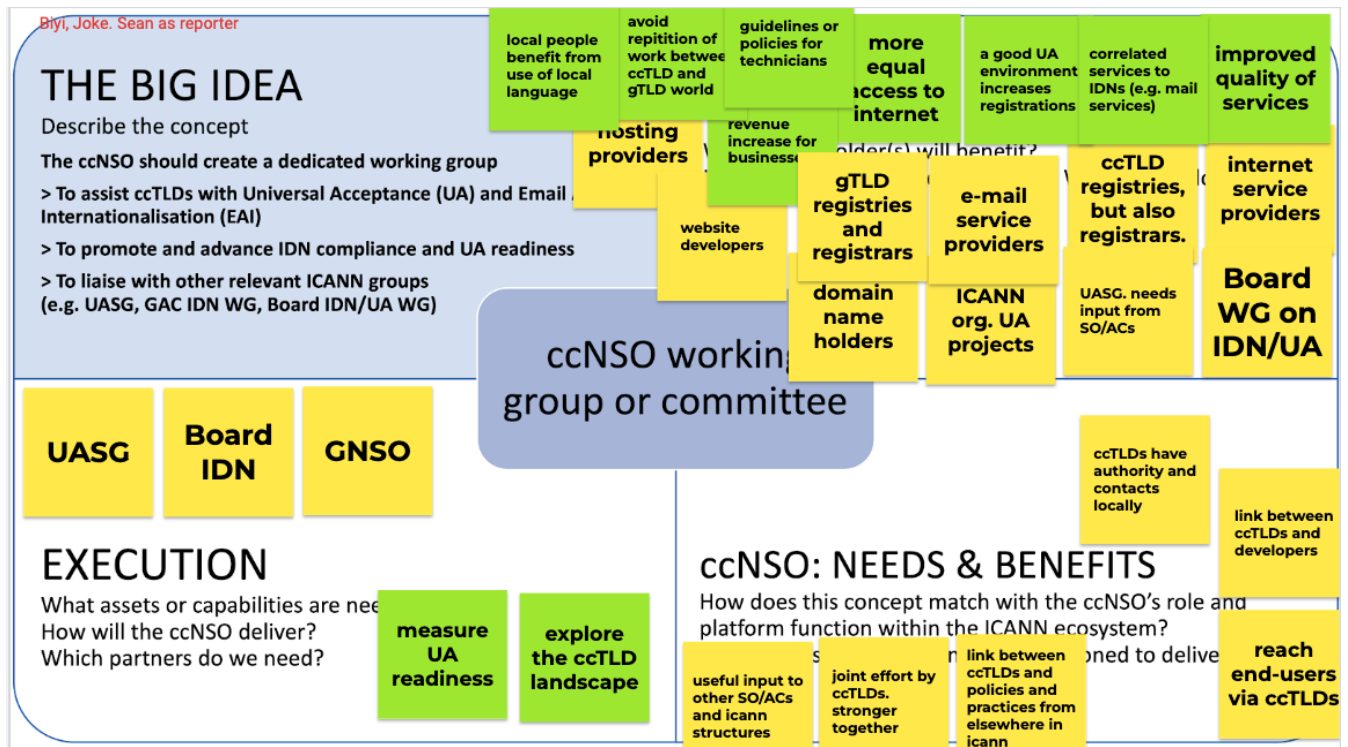 Biyi, Joke. Sean as reporter
THE BIG IDEA
Describe the concept
The ccNSO should create a dedicated working group
> To assist ccTLDs with Universal Acceptance (UA) and Email
Internationalisation (EAI)
> To promote and advance IDN compliance and UA readiness
> To liaise with other relevant ICANN groups
(e.g. UASG, GAC IDN WG, Board IDN/UA WG)
local people
benefit from
use of local
language
avoid
repitition of
work betwee
ccTLD and
gTLD world
guidelines or
policies for
technicians
more
equal
access to
internet
a good UA
environment
increases
registrations
correlated
services to
IDNs (e.g. mail
services)
improved
quality of
services
hosting
providers
revenue
increase for
businesse
holder(s) will benefit?
website
developers
gTLD
registries
and
registrars
e-mail
service
providers
ccTLD
registries,
but also
registrars.
internet
service
providers
domain
name
holders
ICANN
org. UA
projects
UASG. needs
input from
SO/ACs
Board
WG on
IDN/UA
ccNSO working
group or committee
UASG
Board
IDN
GNSO
EXECUTION
What assets or capabilities are nee
How will the ccNSO deliver?
Which partners do we need?
measure
UA
readiness
explore
the ccTLD
landscape
ccTLDs have
authority and
contacts
locally
link between
ccTLDs and
developers
ccNSO: NEEDS & BENEFITS
How does this concept match with the ccNSO's role and
platform function within the ICANN ecosystem?
oned to delive
reach
end-users
via ccTLDs
useful input to
other SO/ACs
and icann
structures
joint effort by
ccTLDs.
stronger
together
link between
ccTLDs and
policies and
practices from
elsewhere in
icann